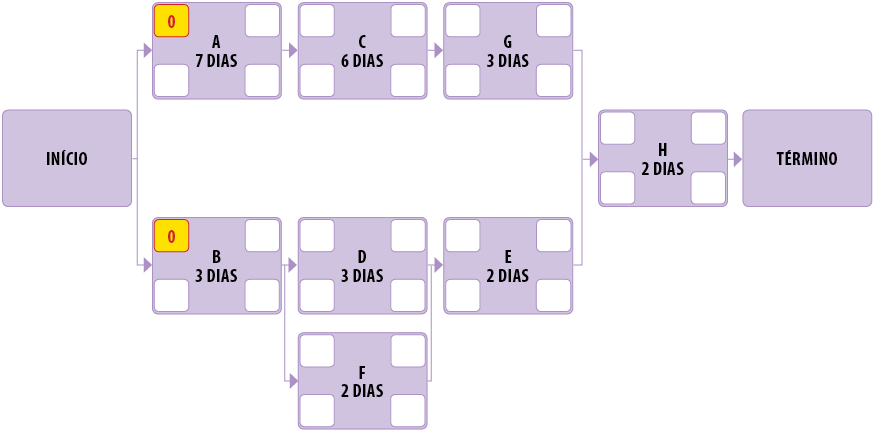 0
A
7 DIAS
C
6 DIAS
G
3 DIAS
INÍCIO
H
2 DIAS
TÉRMINO
0
B
3 DIAS
D
3 DIAS
E
2 DIAS
F
2 DIAS